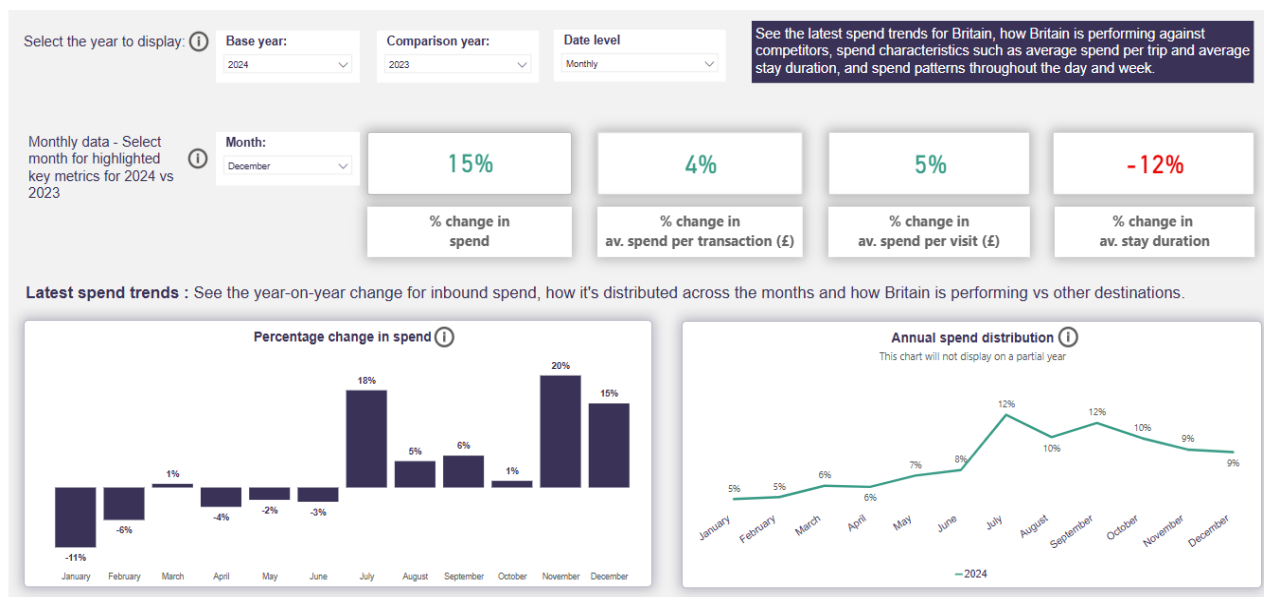 Select the year to display:
Base year:
2024
Comparison year:
2023
Date level
Monthly
See the latest spend trends for Britain, how Britain is performing against
competitors, spend characteristics such as average spend per trip and average
stay duration, and spend patterns throughout the day and week.
Monthly data - Select
month for highlighted
key metrics for 2024 vs
2023
Month:
December
15%
4%
5%
-12%
% change in
spend
% change in
av. spend per transaction (£)
% change in
av. spend per visit (£)
% change in
av. stay duration
Latest spend trends : See the year-on-year change for inbound spend, how it's distributed across the months and how Britain is performing vs other destinations.
Percentage change in spend
-11%
-6%
1%
-4%
-2%
-3%
18%
5%
6%
1%
20%
15%
January
February
March
April
May
June
July
August
September
October
November
December
Annual spend distribution
This chart will not display on a partial year
5%
5%
6%
6%
7%
8%
12%
10%
12%
10%
9%
9%
January
February
March
April
May
June
July
August
September
October
November
December
2024